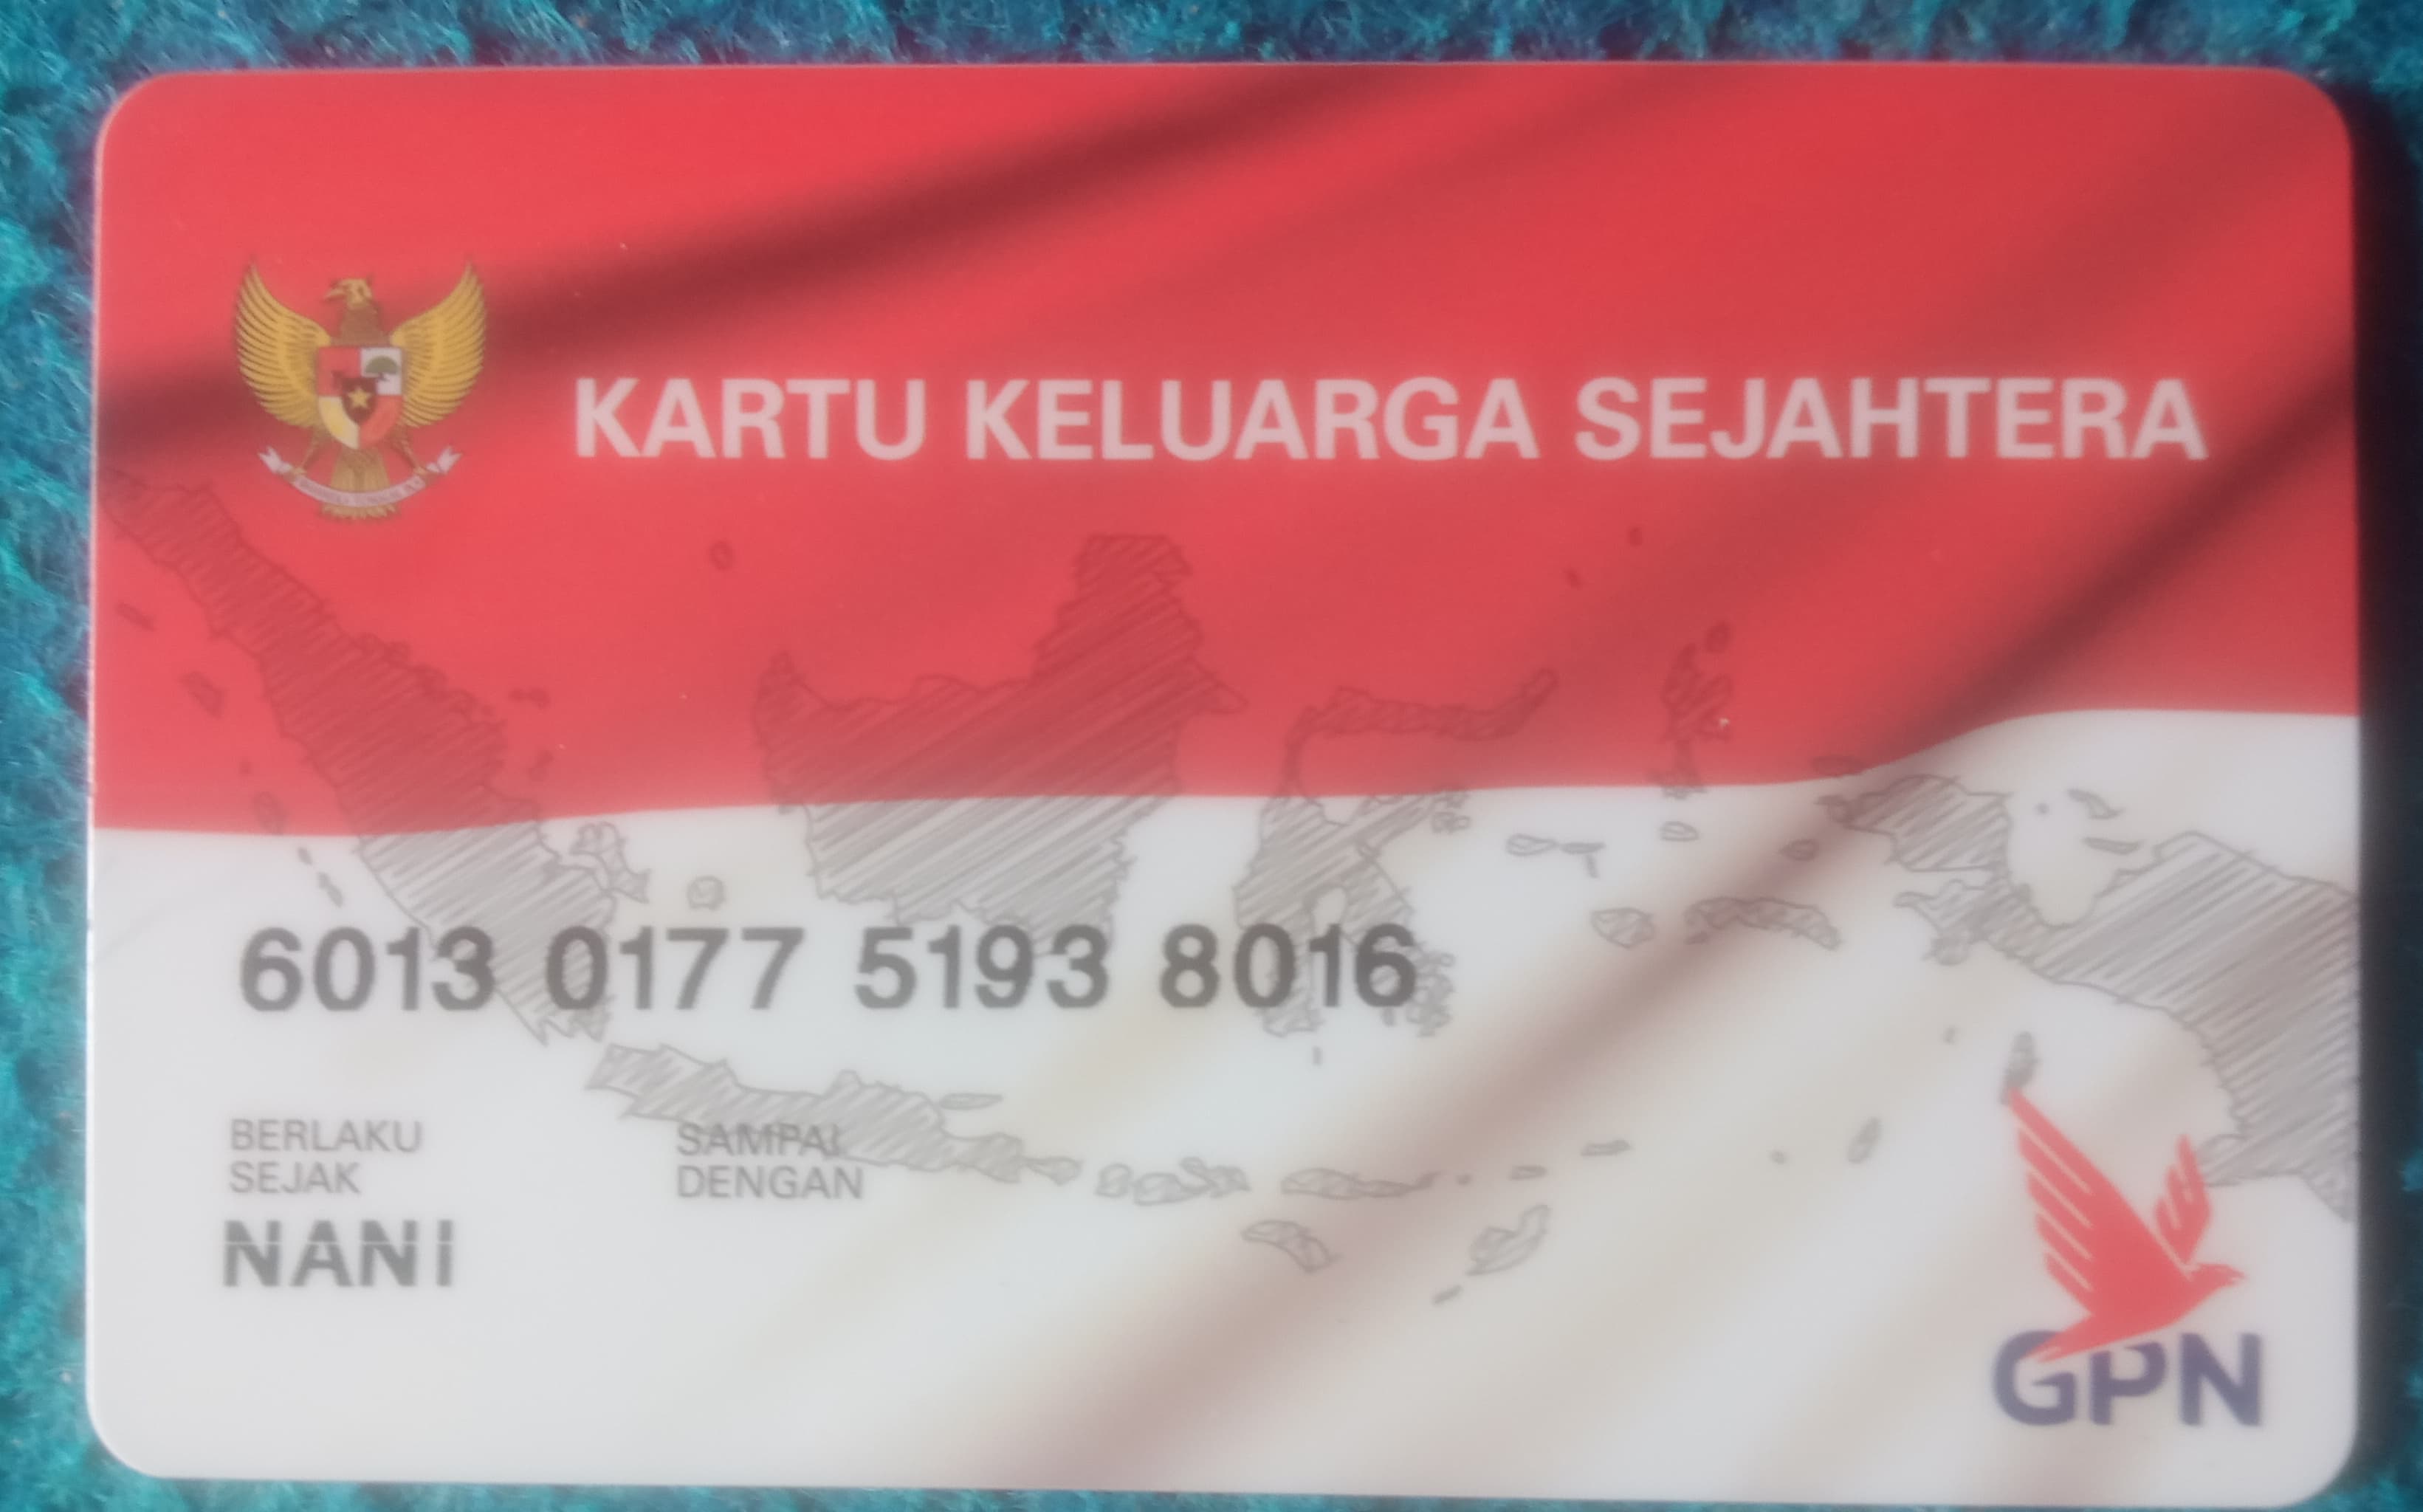 KARTU KELUARGA SEJAHTERA
6013 0177 5193 8016
BERLAKU
SEJAK
SAMPAI
DENGAN
NANI
GPN